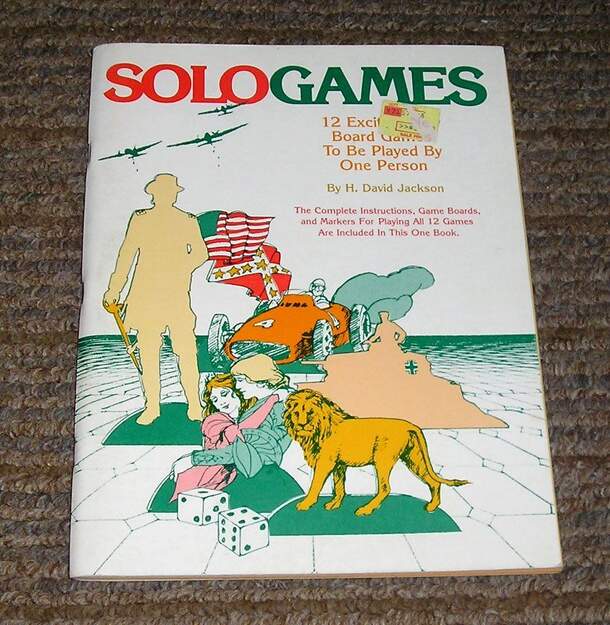 SOLOGAMES
12
Board
To Be Played By
One Person
By H. David Jackson
The Complete Instructions, Game Boards,
and Markers For Playing All 12 Games
Are Included In This One Book.